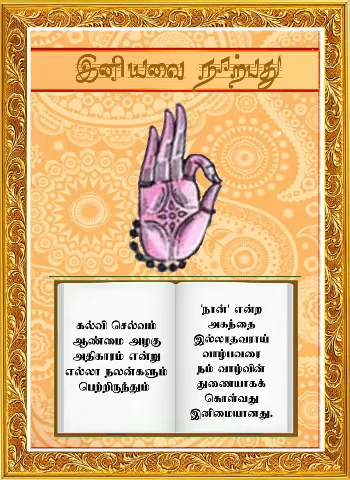 இனியவை நாற்பது
கல்வி செல்வம்
ஆண்மை அழகு
அதிகாரம் என்று
எல்லா நலன்களும்
பெற்றிருந்தும்
'நான்' என்ற
அகந்தை
இல்லாதவராய்
வாழ்பவரை
நம் வாழ்வின்
துணையாகக்
கொள்வது
இனிமையானது.